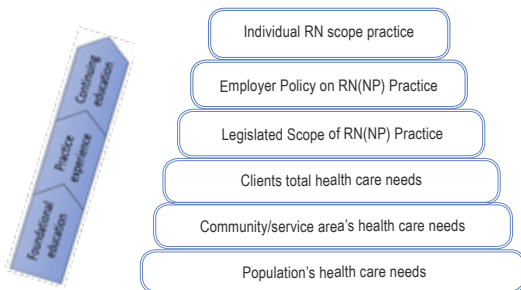 Individual RN scope practice
Employer Policy on RN(NP) Practice
Legislated Scope of RN(NP) Practice
Clients total health care needs
Community/service area's health care needs
Population's health care needs
Continuing
education
Practice
experience
Foundational
education